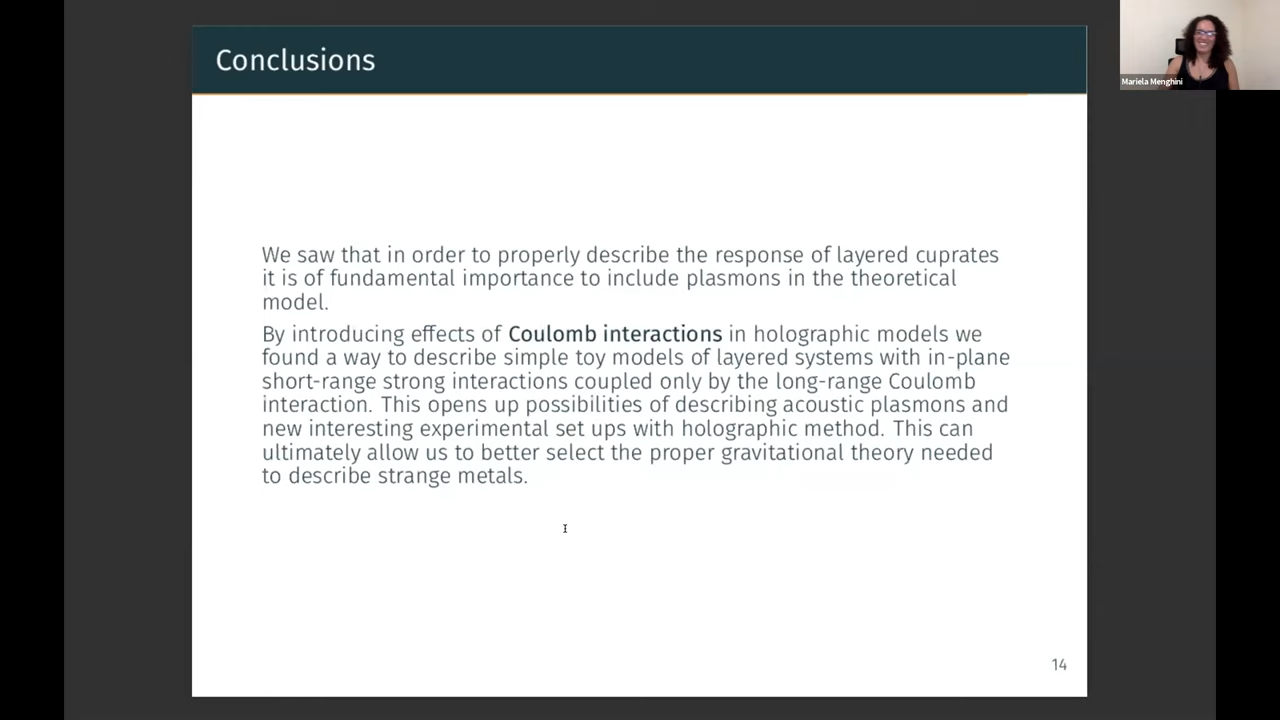 Conclusions
Mariela Menghini
We saw that in order to properly describe the response of layered cuprates
it is of fundamental importance to include plasmons in the theoretical
model.
By introducing effects of Coulomb interactions in holographic models we
found a way to describe simple toy models of layered systems with in-plane
short-range strong interactions coupled only by the long-range Coulomb
interaction. This opens up possibilities of describing acoustic plasmons and
new interesting experimental set ups with holographic method. This can
ultimately allow us to better select the proper gravitational theory needed
to describe strange metals.
14